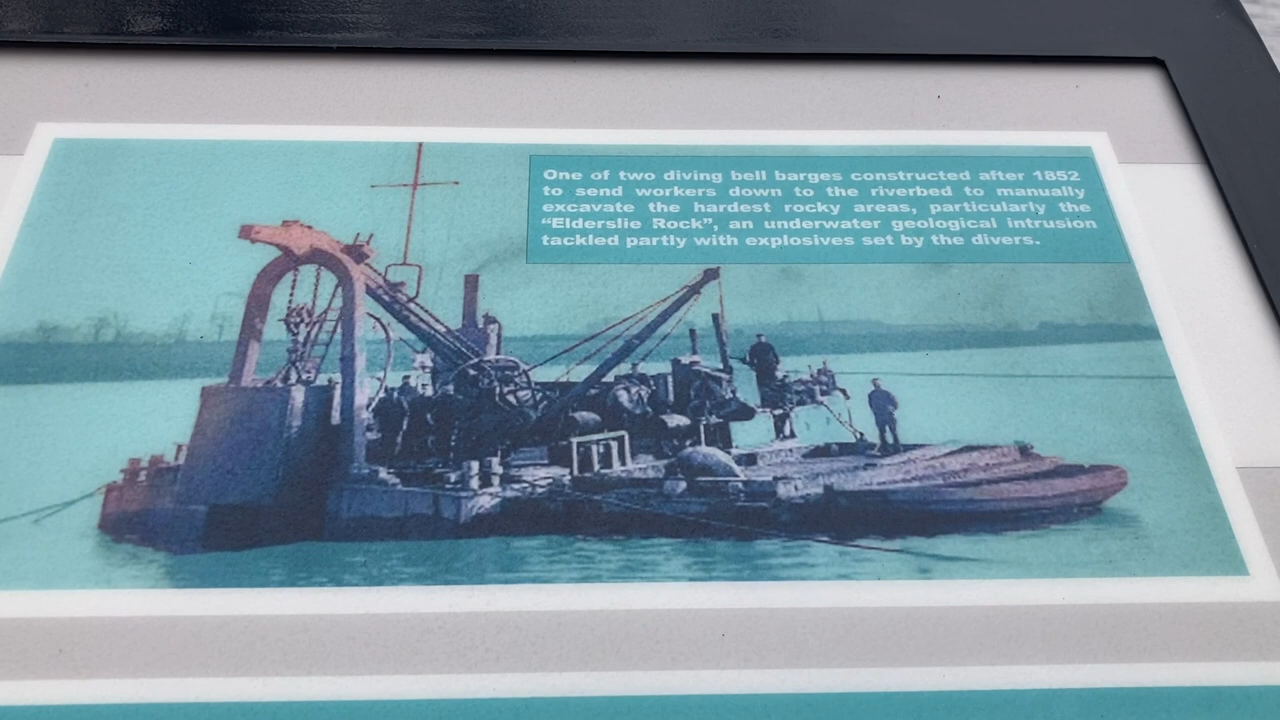 One of two diving bell barges constructed after 1852
to send workers down to the riverbed to manually
excavate the hardest rocky areas, particularly the
“Elderslie Rock”, an underwater geological intrusion
tackled partly with explosives set by the divers.